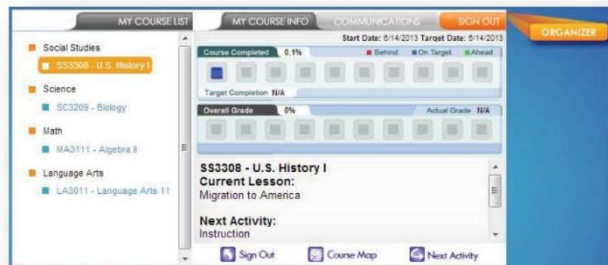 MY COURSE LIST
MY COURSE INFO
COMMUNICATIONS
SIGN OUT
ORGANIZER
Social Studies
SS3308 - U.S. History I
Science
SC3209 - Biology
Math
MA3111 - Algebra II
Language Arts
LA3011 - Language Arts 11
Start Date: 6/14/2013 Target Date: 6/14/2013
Course Completed 0.1%
Behind On Target Ahead
Target Completion N/A
Overall Grade 0%
Actual Grade N/A
SS3308 - U.S. History I
Current Lesson:
Migration to America
Next Activity:
Instruction
Sign Out
Course Map
Next Activity